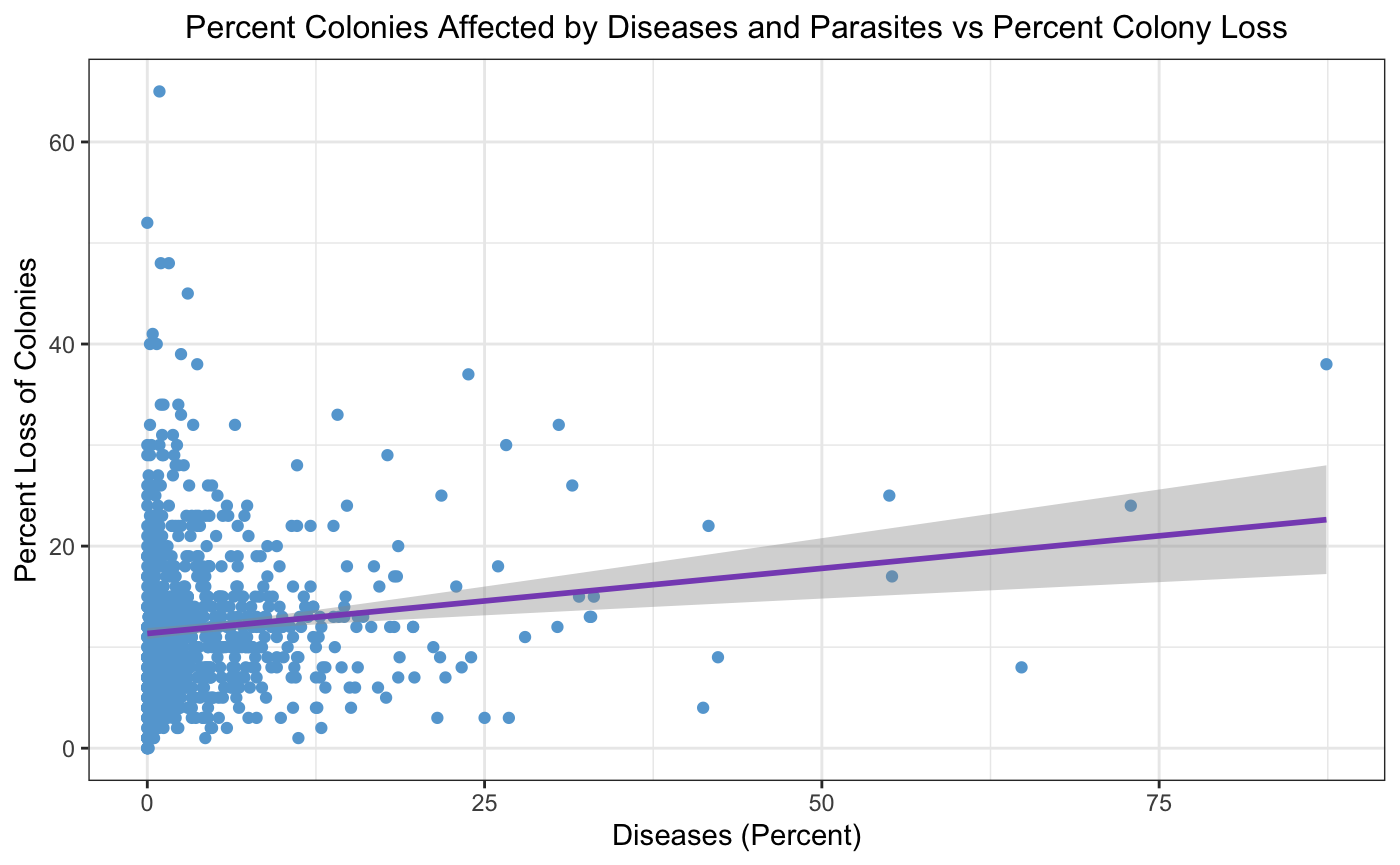 Percent Colonies Affected by Diseases and Parasites vs Percent Colony Loss
Percent Loss of Colonies
60
40
20
0
0
25
50
75
Diseases (Percent)